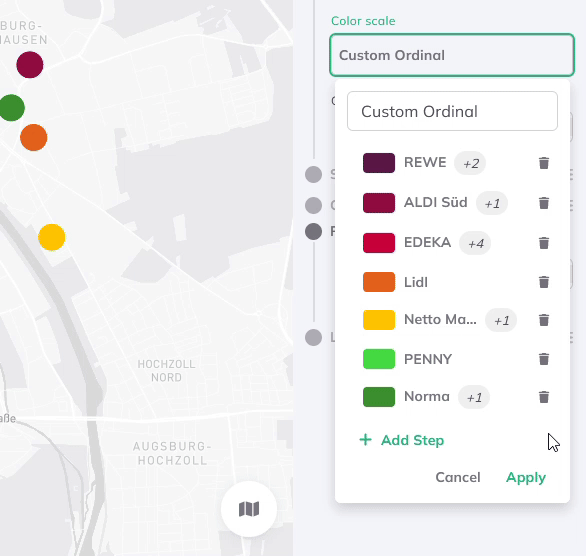 BURG-
HAUSEN
HOCHZOLL
NORD
AUGSBURG-
HOCHZOLL
aße
Color scale
Custom Ordinal
Custom Ordinal
REWE +2
ALDI Süd +1
EDEKA +4
Lidl
Netto Ma... +1
PENNY
Norma +1
+ Add Step
Cancel Apply